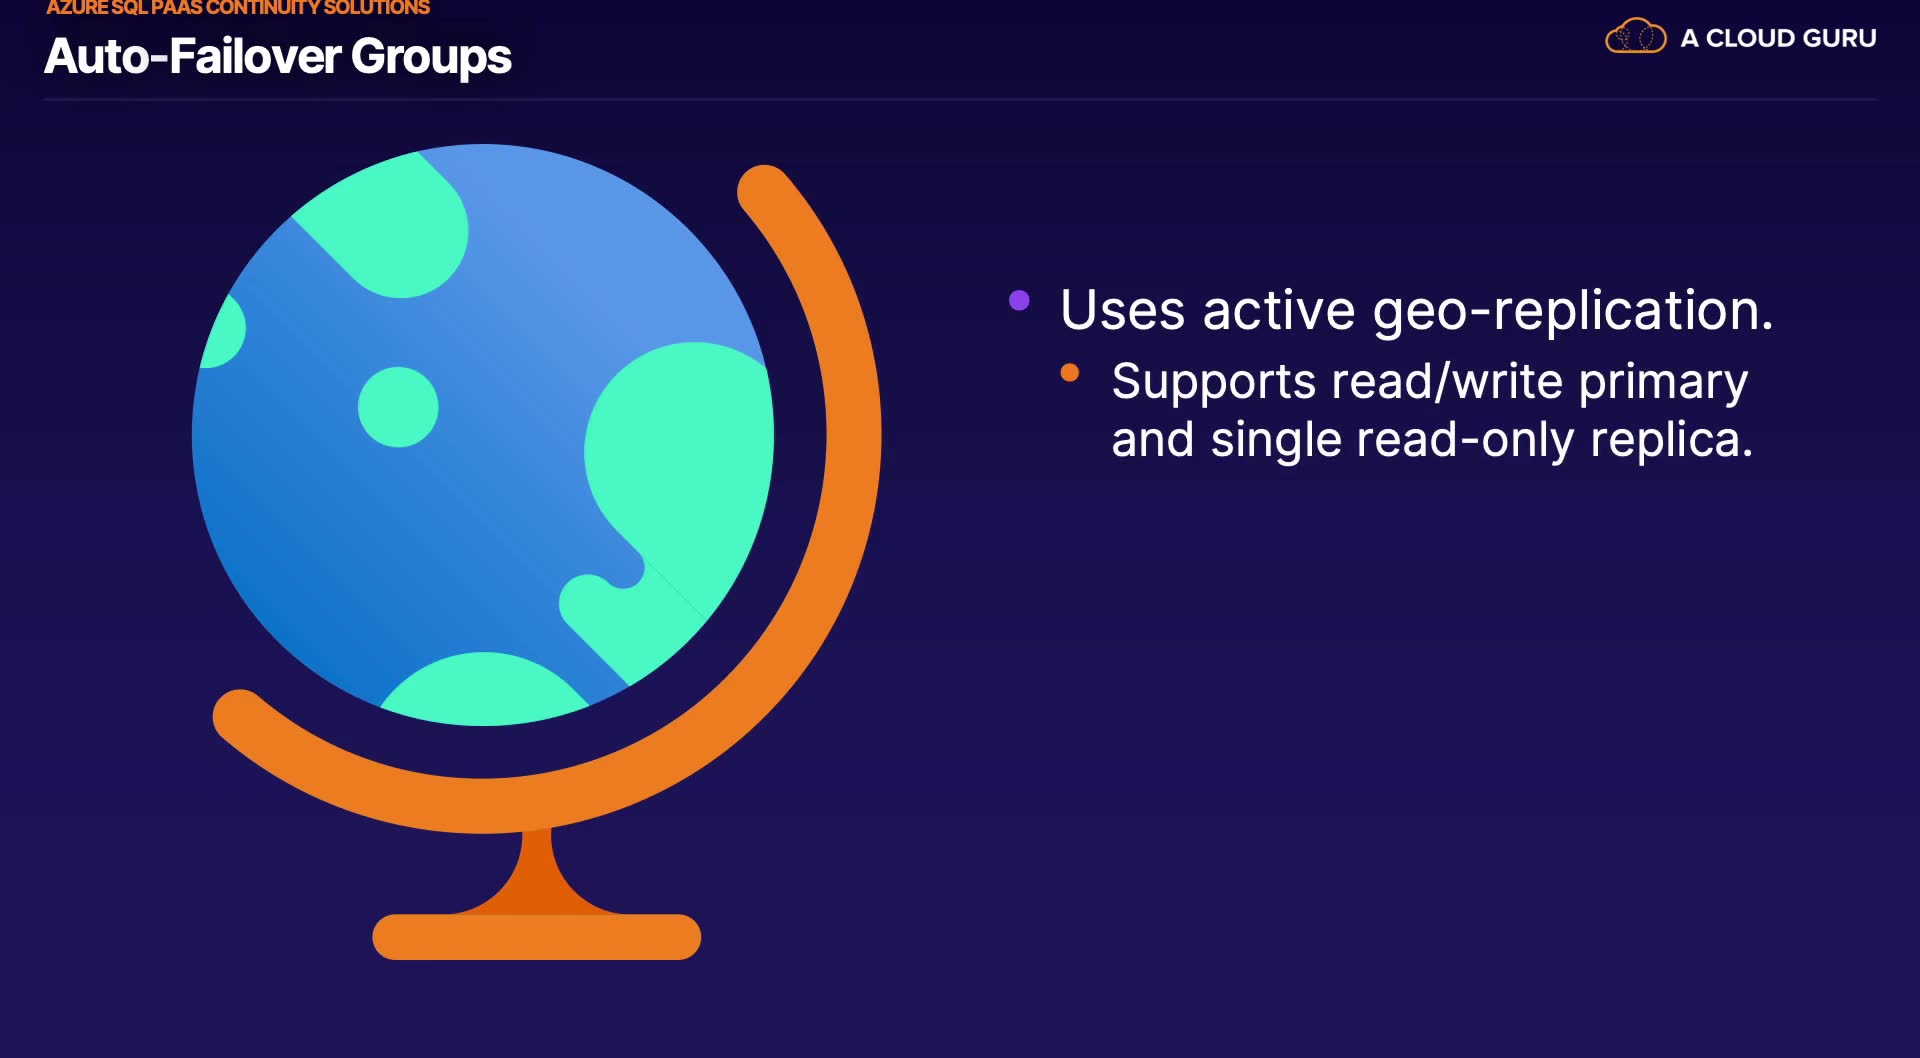 AZURE SQL PAAS CONTINUITY SOLUTIONS
Auto-Failover Groups
A CLOUD GURU
Uses active geo-replication.
Supports read/write primary
and single read-only replica.